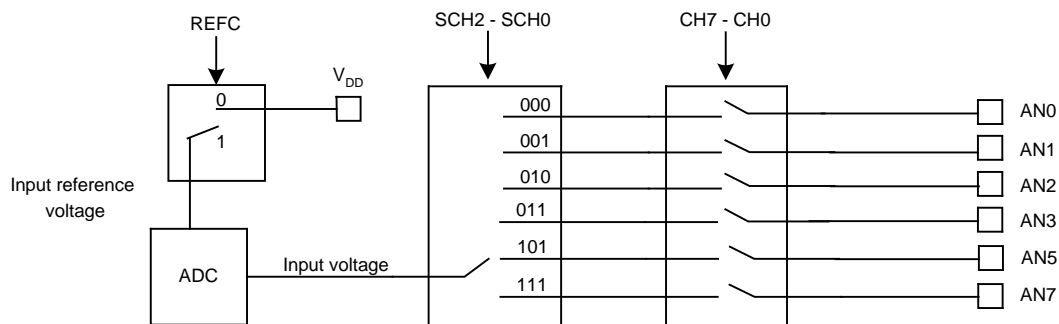 REFC
SCH2 - SCH0
CH7 - CH0
VDD
0
1
Input reference
voltage
ADC
Input voltage
000
001
010
011
101
111
AN0
AN1
AN2
AN3
AN5
AN7